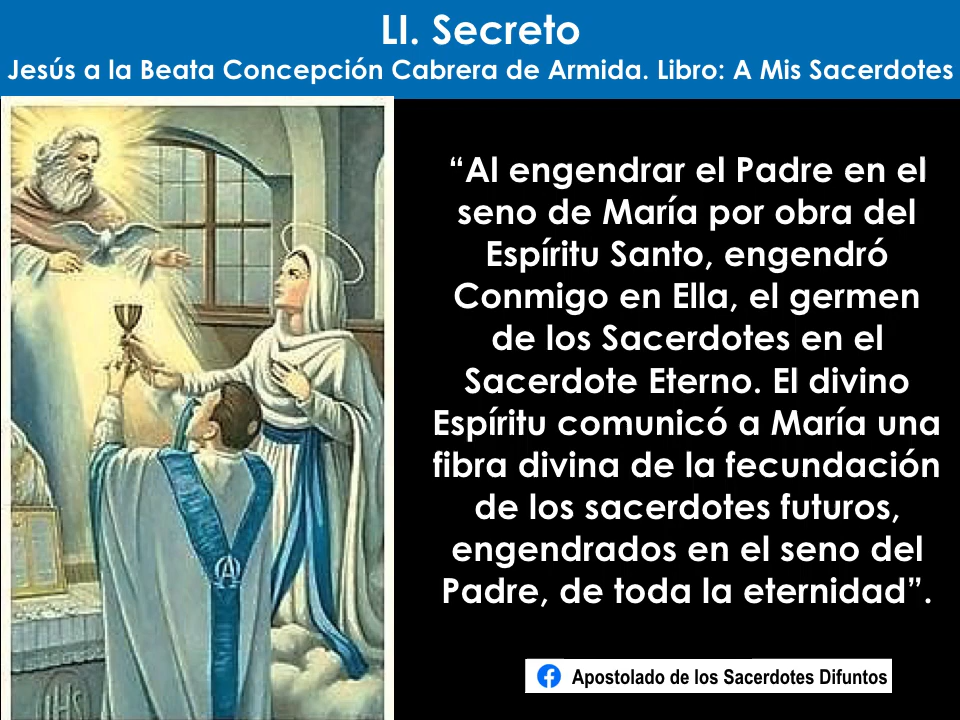 LI. Secreto
Jesús a la Beata Concepción Cabrera de Armida. Libro: A Mis Sacerdotes
“Al engendrar el Padre en el
seno de María por obra del
Espíritu Santo, engendró
Conmigo en Ella, el germen
de los Sacerdotes en el
Sacerdote Eterno. El divino
Espíritu comunicó a María una
fibra divina de la fecundación
de los sacerdotes futuros,
engendrados en el seno del
Padre, de toda la eternidad”.
Apostolado de los Sacerdotes Difuntos
IHS